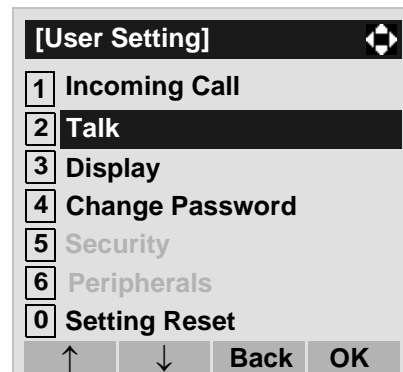 [User Setting]
1 Incoming Call
2 Talk
3 Display
4 Change Password
5 Security
6 Peripherals
0 Setting Reset
↑ ↓ Back OK